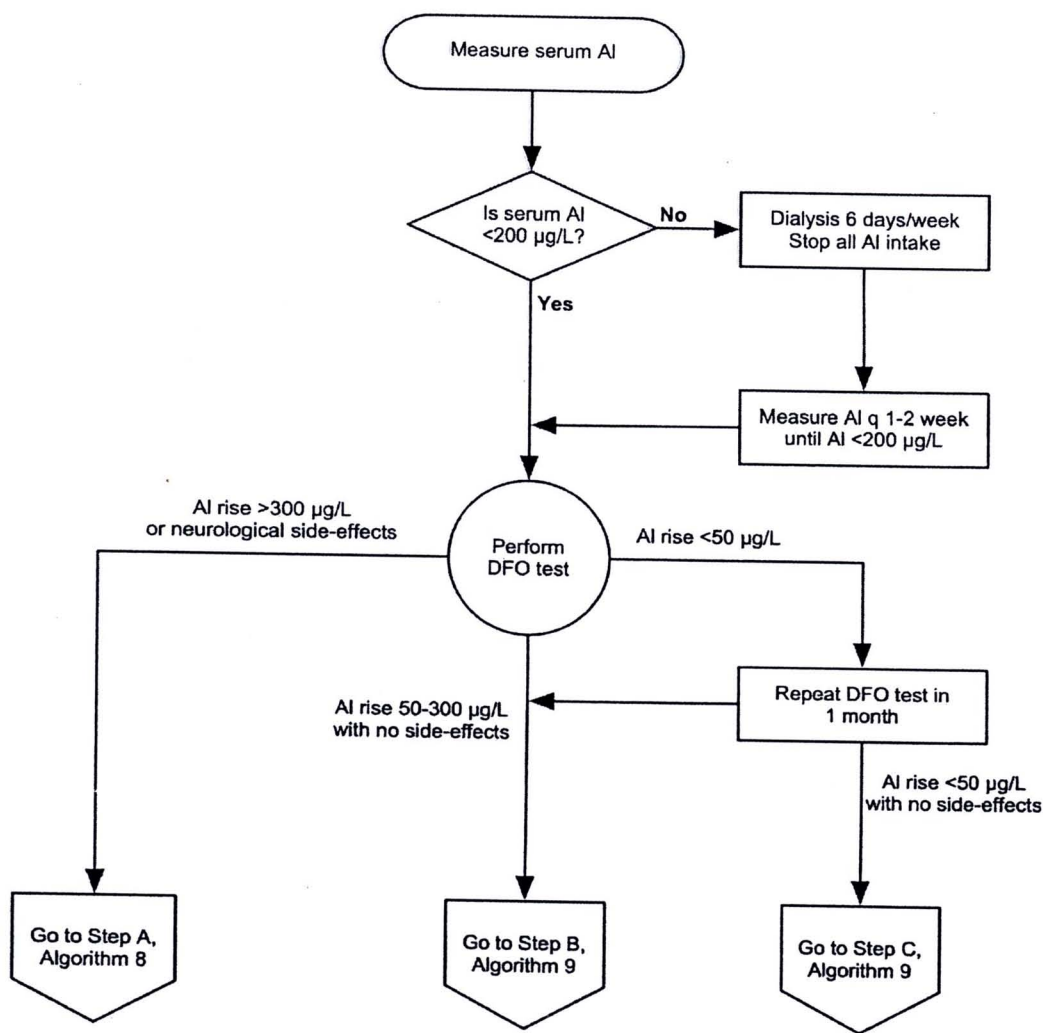 Measure serum Al
Is serum Al
<200 µg/L?
No
Dialysis 6 days/week
Stop all Al intake
Yes
Measure Al q 1-2 week
until Al <200 µg/L
Al rise >300 µg/L
or neurological side-effects
Perform
DFO test
Al rise <50 µg/L
Al rise 50-300 µg/L
with no side-effects
Repeat DFO test in
1 month
Al rise <50 µg/L
with no side-effects
Go to Step A,
Algorithm 8
Go to Step B,
Algorithm 9
Go to Step C,
Algorithm 9